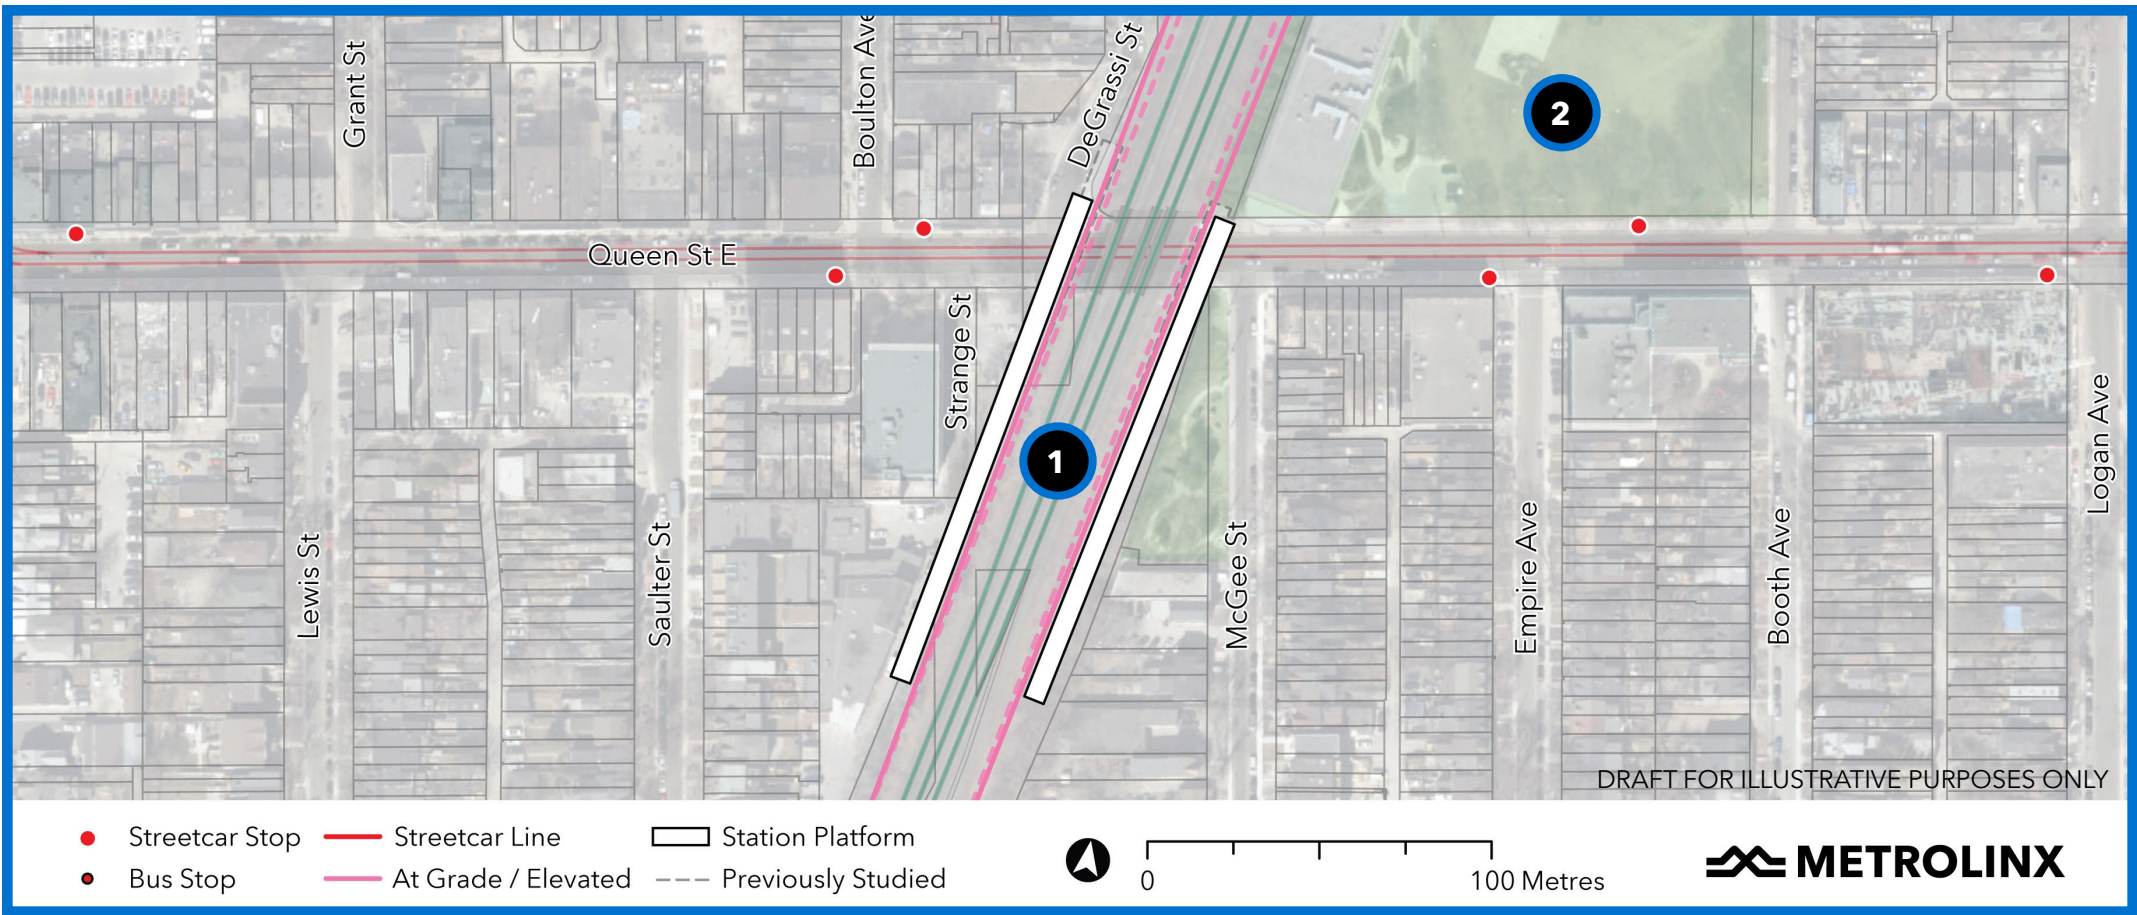 Grant St
Boulton Ave
DeGrassi St
2
Queen St E
Strange St
1
Lewis St
Saulter St
McGee St
Empire Ave
Booth Ave
Logan Ave
DRAFT FOR ILLUSTRATIVE PURPOSES ONLY
Streetcar Stop
Streetcar Line
Station Platform
Bus Stop
At Grade / Elevated
Previously Studied
0
100 Metres
METROLINX